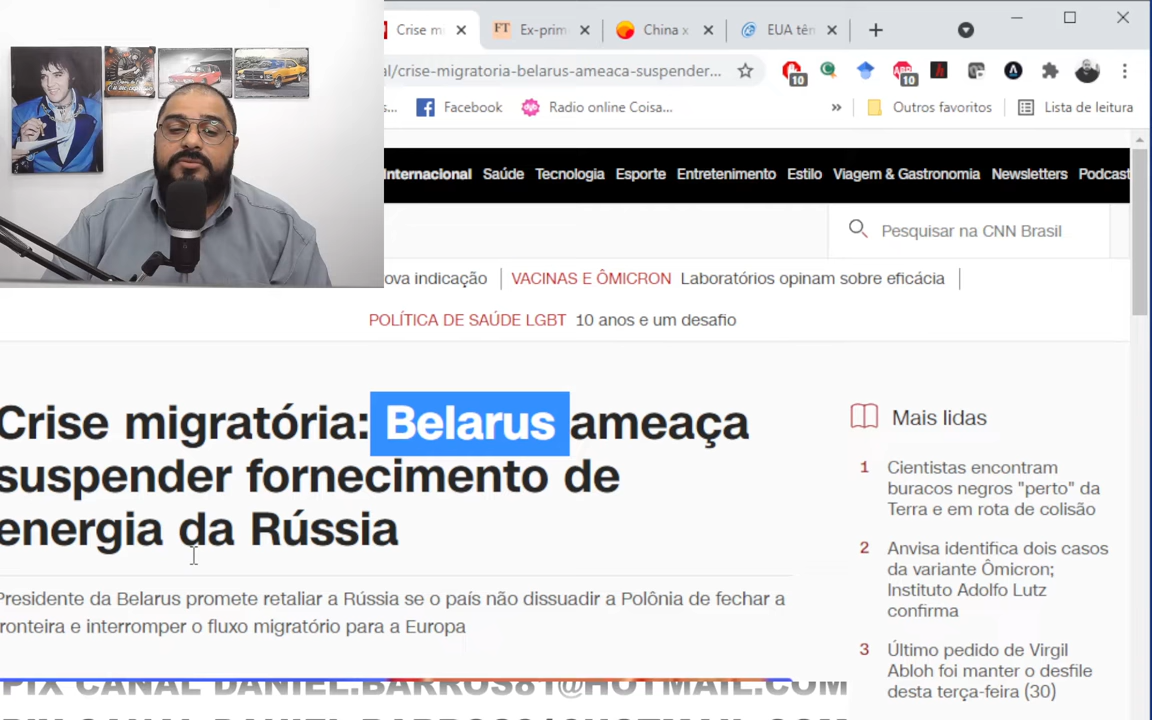 Crise m
Ex-prim
China x
EUA têr
al/crise-migratoria-belarus-ameaca-suspender...
10
10
s...
Facebook
Radio online Coisa...
»
Outros favoritos
Lista de leitura
Internacional Saúde Tecnologia Esporte Entretenimento Estilo Viagem & Gastronomia Newsletters Podcast
Pesquisar na CNN Brasil
ova indicação
VACINAS E ÔMICRON Laboratórios opinam sobre eficácia
POLÍTICA DE SAÚDE LGBT 10 anos e um desafio
Crise migratória: Belarus ameaça
suspender fornecimento de
energia da Rússia
Presidente da Belarus promete retaliar a Rússia se o país não dissuadir a Polônia de fechar a
fronteira e interromper o fluxo migratório para a Europa
Mais lidas
1 Cientistas encontram
buracos negros "perto" da
Terra e em rota de colisão
2 Anvisa identifica dois casos
da variante Ômicron;
Instituto Adolfo Lutz
confirma
3 Último pedido de Virgil
Abloh foi manter o desfile
desta terça-feira (30)
PIX CANAL DANIEL.BARROS81@HOTMAIL.COM